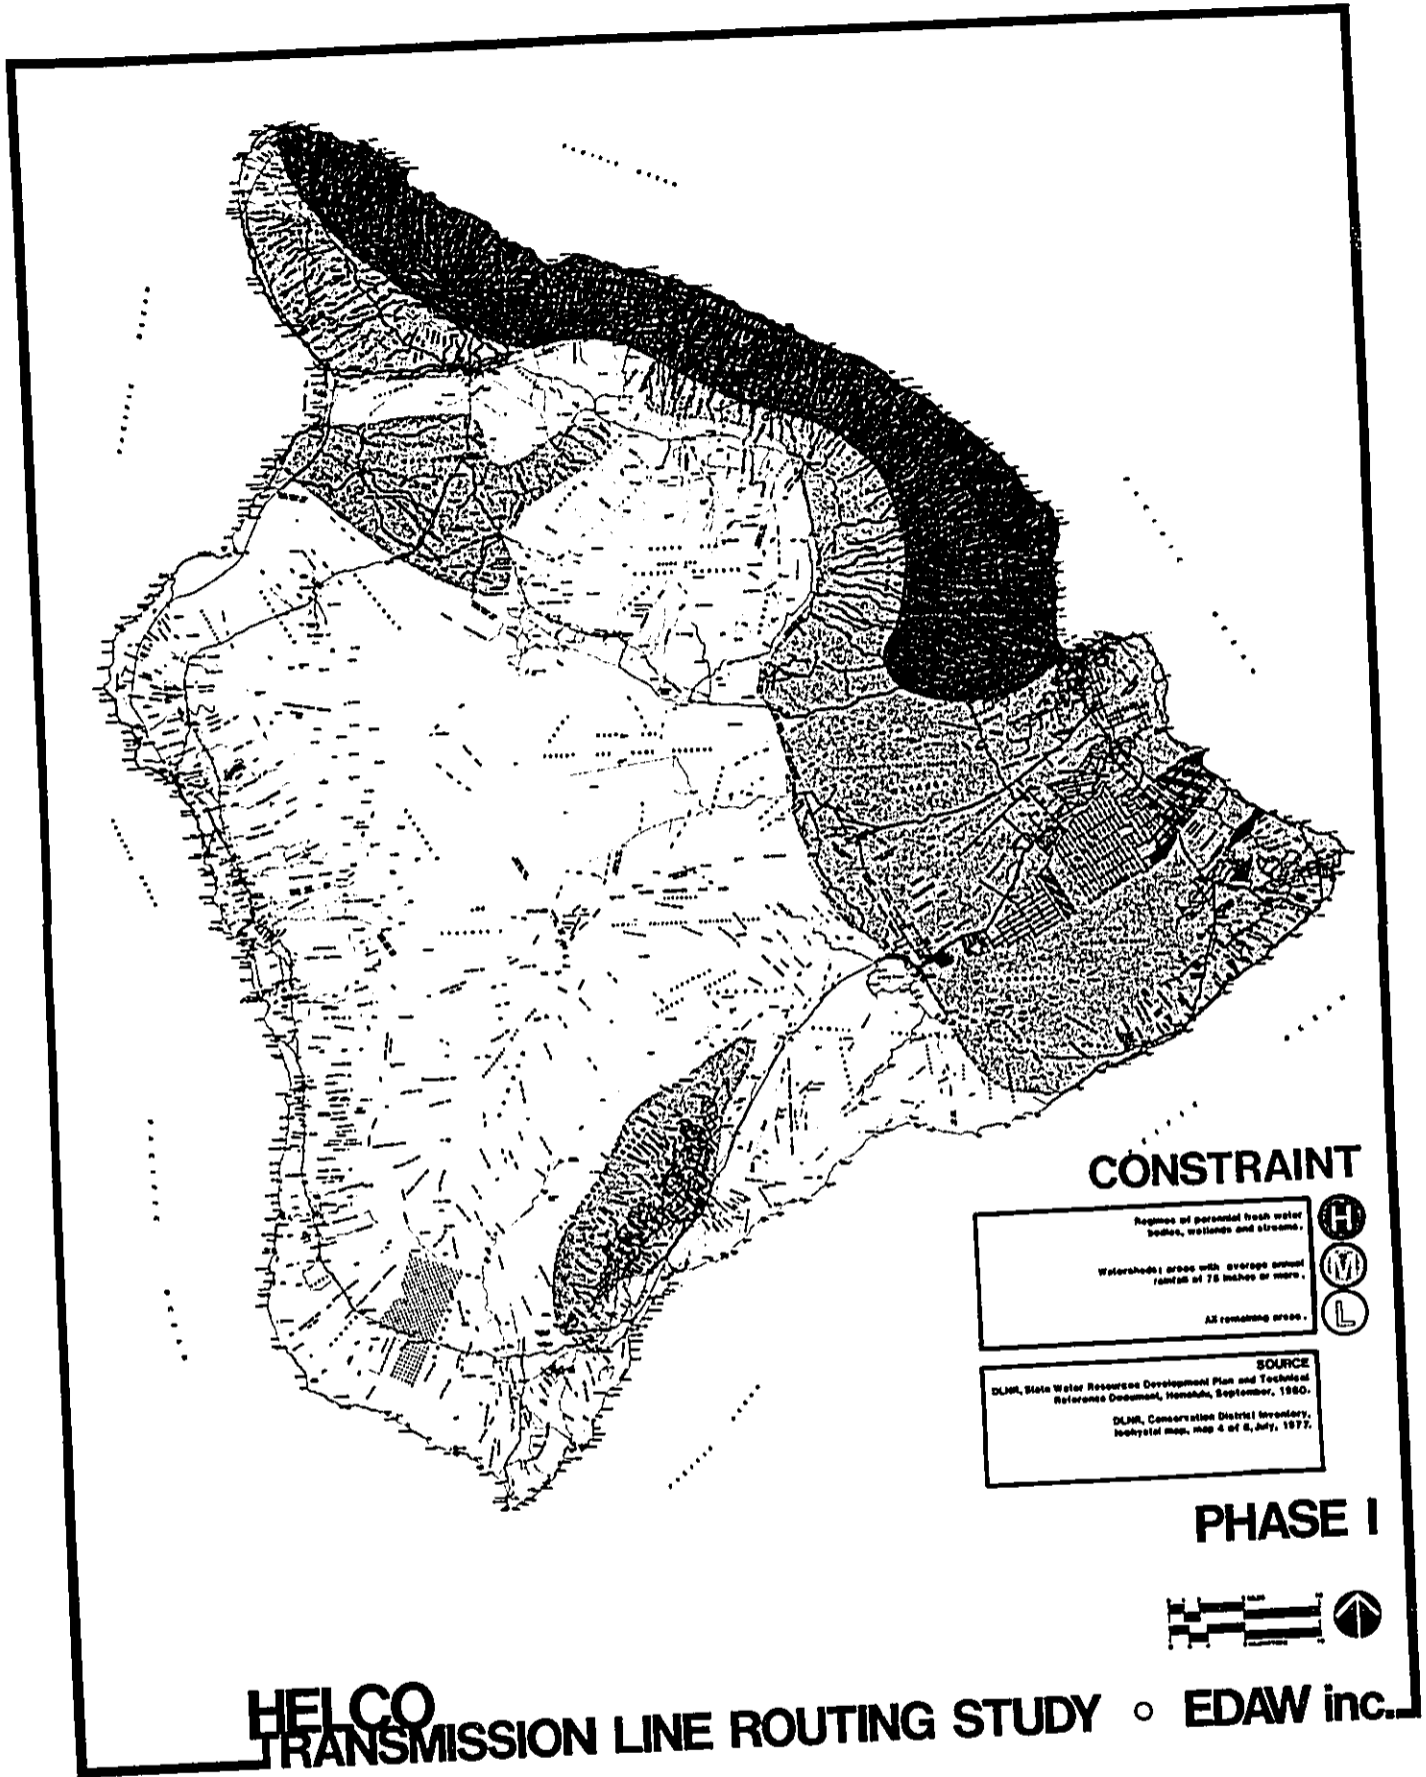 CONSTRAINT
Regimes of perennial fresh water
bodies, wetlands and streams.
H
Watersheds: areas with average annual
rainfall of 75 inches or more.
M
All remaining areas.
L
SOURCE
DLNR, State Water Resources Development Plan and Technical
Reference Document, Honolulu, September, 1980.
DLNR, Conservation District Inventory,
Isohyetal map, map 4 of 6, July, 1977.
PHASE I
HELCO
TRANSMISSION LINE ROUTING STUDY ○ EDAW inc.